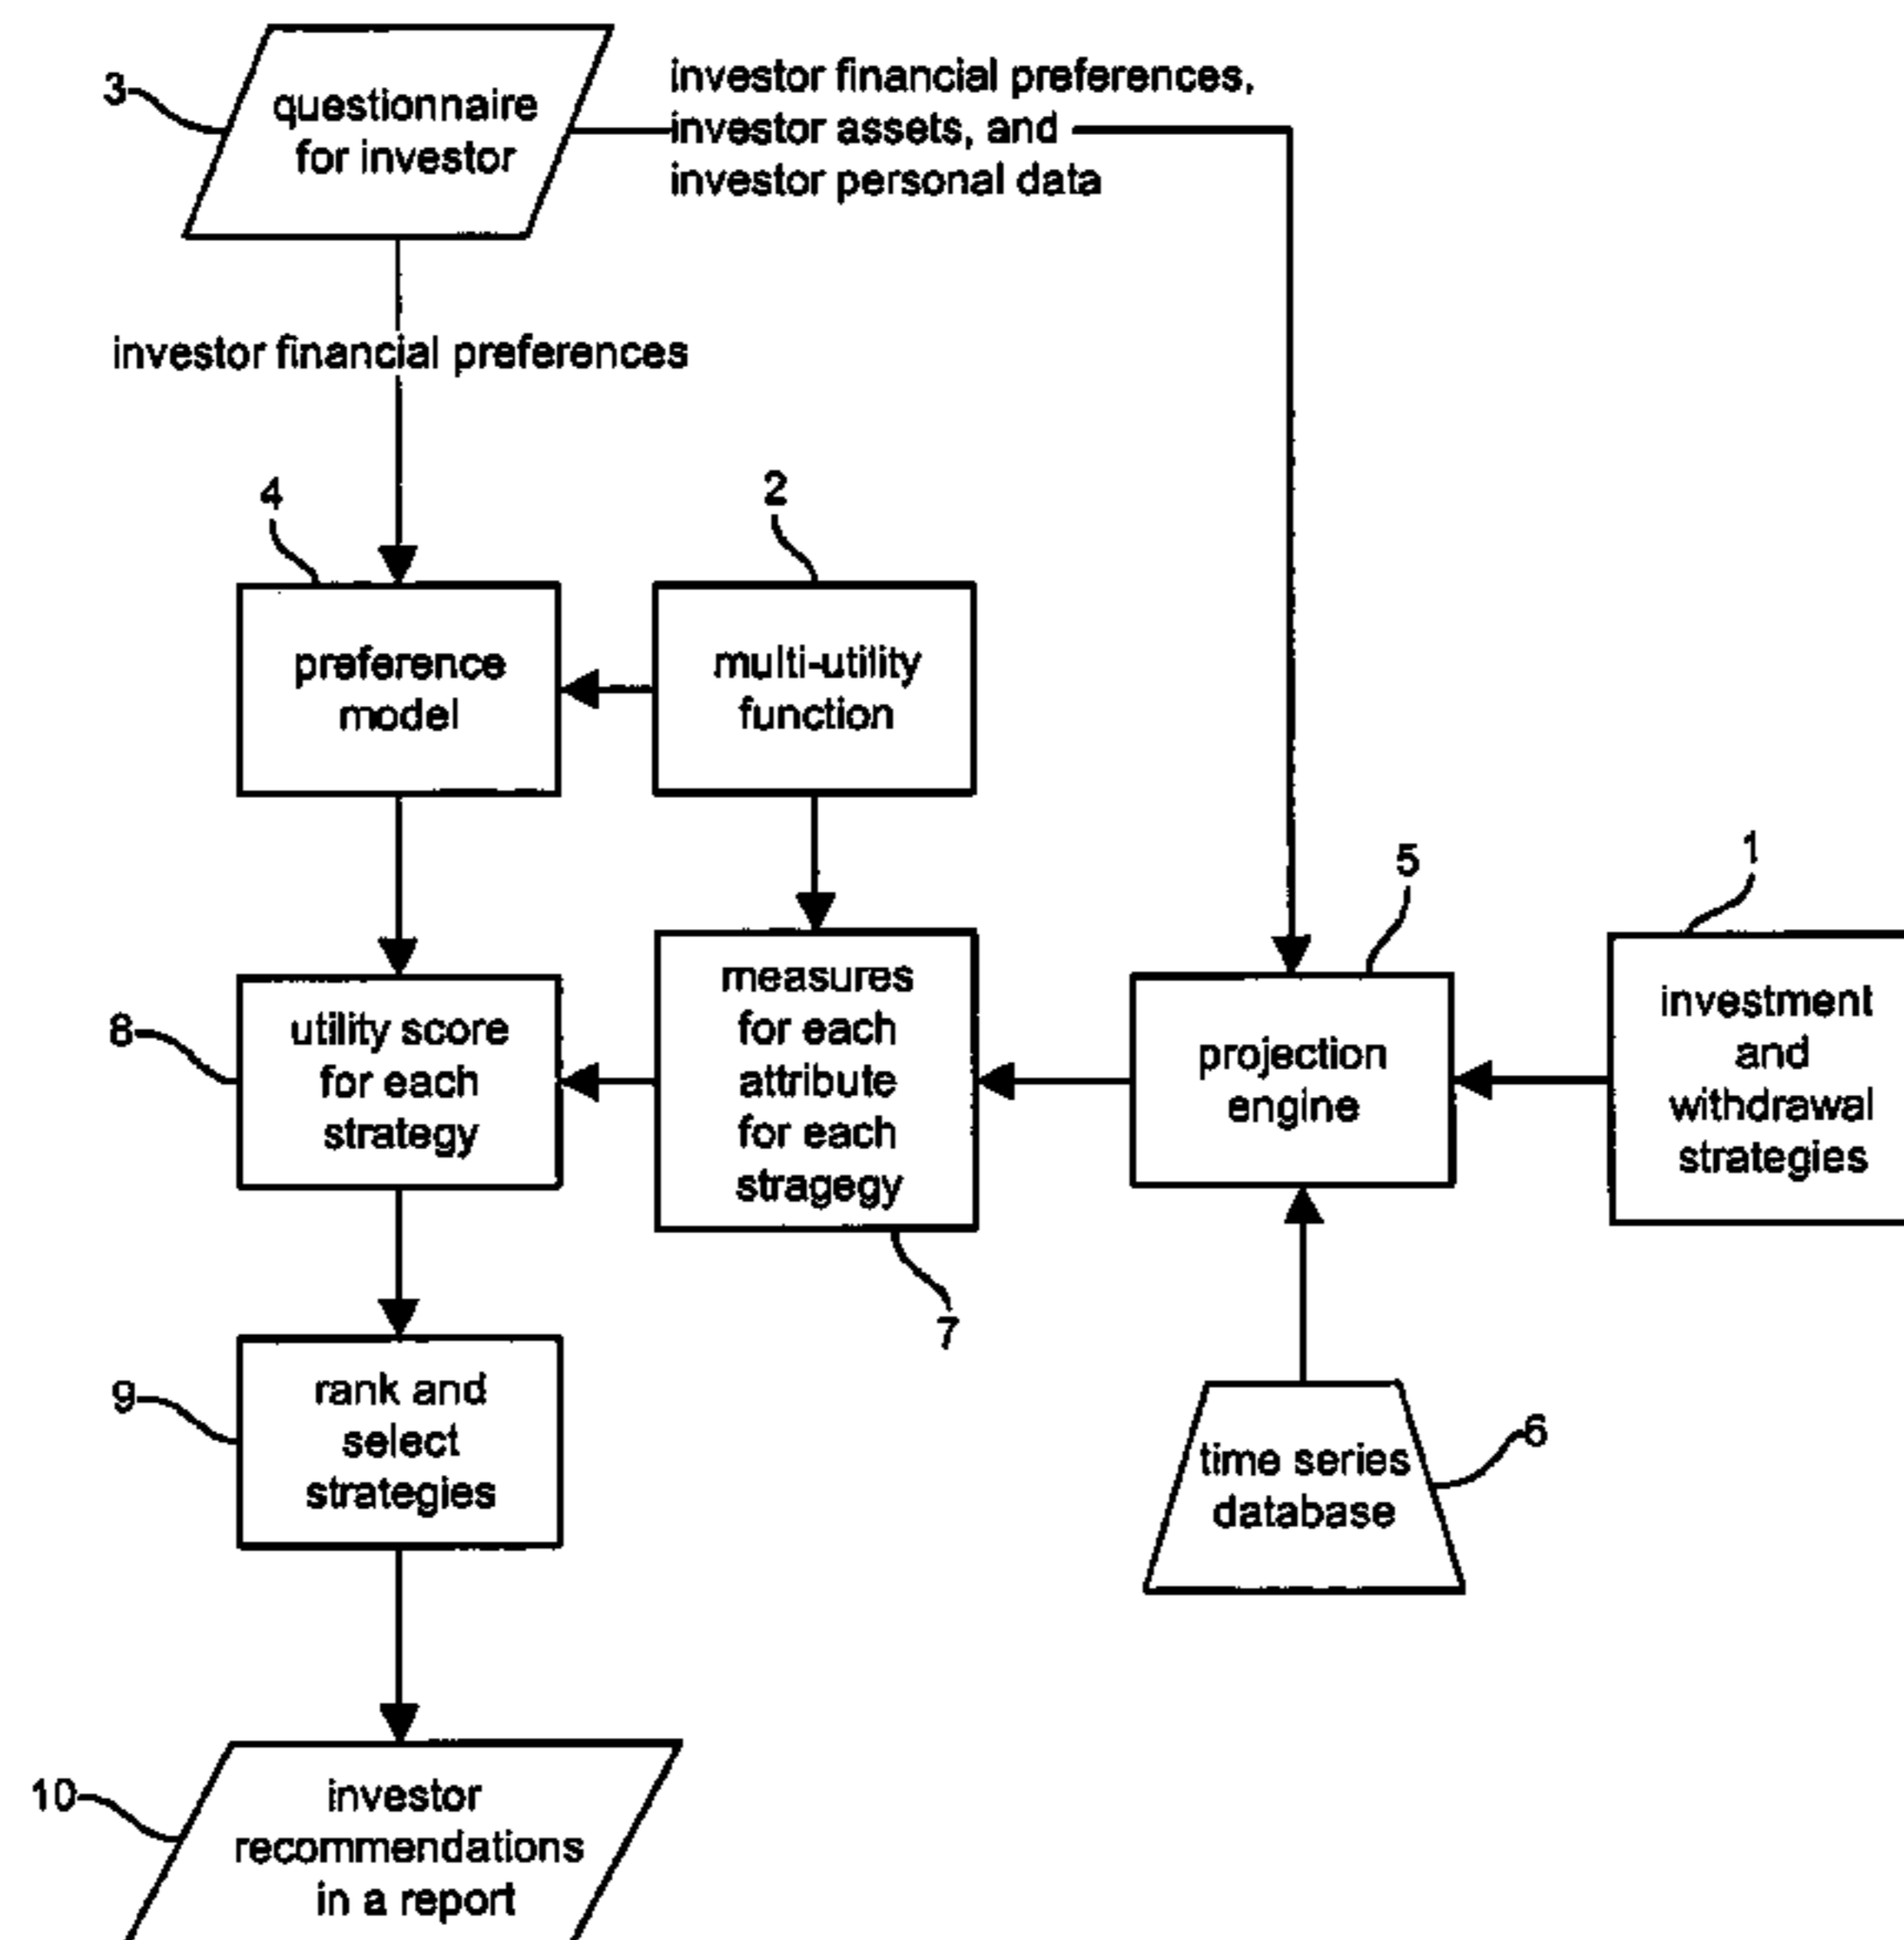 3
questionnaire
for investor
investor financial preferences,
investor assets, and
investor personal data
investor financial preferences
4
2
preference
model
multi-utility
function
5
1
8
utility score
for each
strategy
measures
for each
attribute
for each
stragegy
projection
engine
investment
and
withdrawal
strategies
7
9
rank and
select
strategies
time series
database
6
10
investor
recommendations
in a report